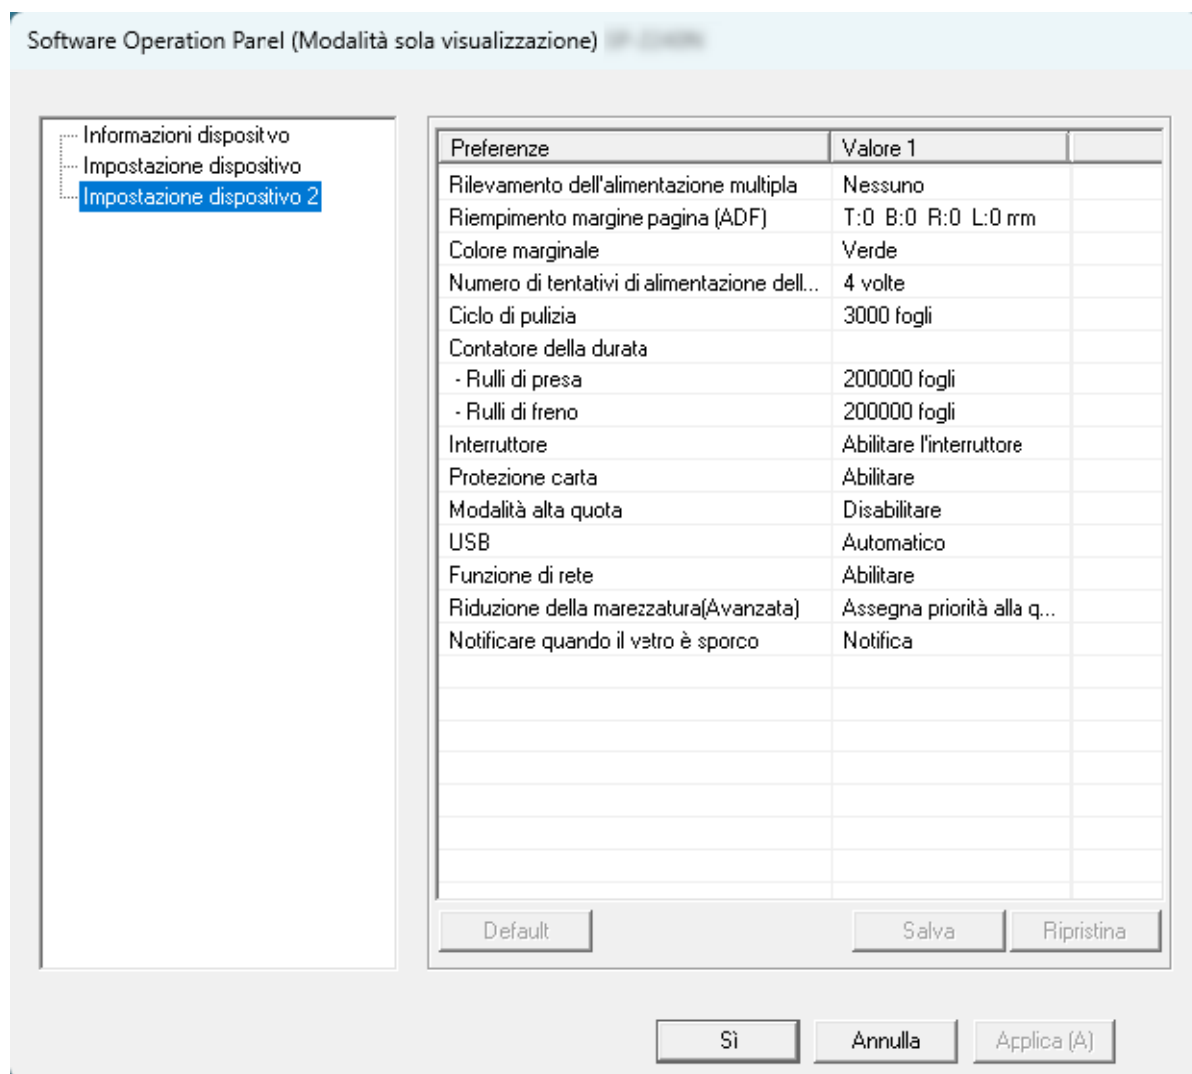 Software Operation Panel (Modalità sola visualizzazione)
Informazioni dispositivo
Impostazione dispositivo
Impostazione dispositivo 2
Preferenze Valore 1
Rilevamento dell'alimentazione multipla Nessuno
Riempimento margine pagina (ADF) T:0 B:0 R:0 L:0 mm
Colore marginale Verde
Numero di tentativi di alimentazione dell... 4 volte
Ciclo di pulizia 3000 fogli
Contatore della durata
- Rulli di presa 200000 fogli
- Rulli di freno 200000 fogli
Interruttore Abilitare l'interruttore
Protezione carta Abilitare
Modalità alta quota Disabilitare
USB Automatico
Funzione di rete Abilitare
Riduzione della marezzatura(Avanzata) Assegna priorità alla q...
Notificare quando il vetro è sporco Notifica
Default Salva Ripristina
Sì Annulla Applica (A)